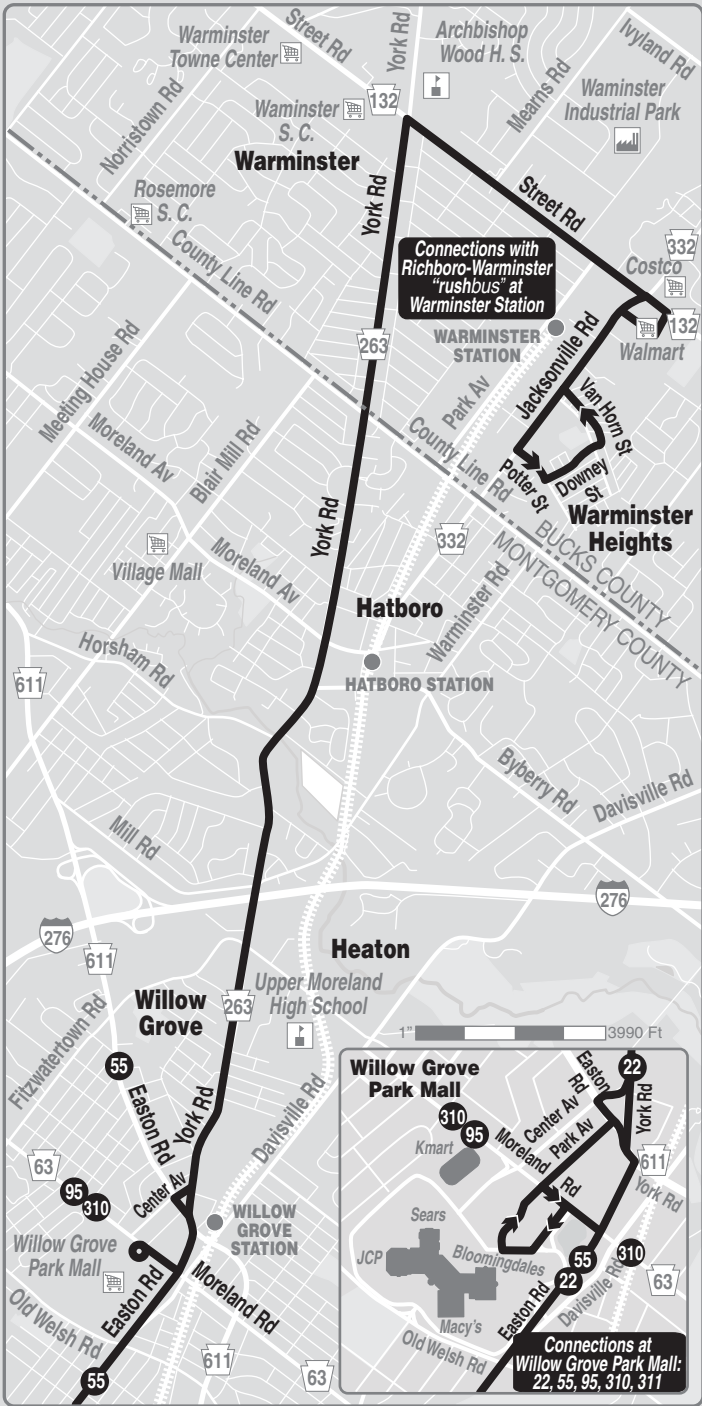 Warminster
Towne Center
Street Rd
York Rd
Archbishop
Wood H. S.
Ivyland Rd
Norristown Rd
Waminster
S. C.
132
Mearns Rd
Waminster
Industrial Park
Warminster
Rosemore
S. C.
County Line Rd
York Rd
Street Rd
332
Costco
Connections with
Richboro-Warminster
"rushbus" at
Warminster Station
132
Walmart
263
WARMINSTER
STATION
Jacksonville Rd
Meeting House Rd
Park Av
Van Horn St
Moreland Av
Blair Mill Rd
County Line Rd
Potter St
Downey
St
Warminster
Heights
York Rd
332
BUCKS COUNTY
MONTGOMERY COUNTY
Village Mall
Moreland Av
Hatboro
Warminster Rd
Horsham Rd
611
HATBORO STATION
Byberry Rd
Davisville Rd
Mill Rd
276
276
611
Heaton
Willow
Grove
263
Upper Moreland
High School
1"
3990 Ft
Fitzwatertown Rd
55
Easton Rd
York Rd
Davisville Rd
63
95
310
Center Av
WILLOW
GROVE
STATION
Willow Grove
Park Mall
Easton Rd
Moreland Rd
Old Welsh Rd
611
63
55
Willow Grove
Park Mall
Easton
Rd
22
310
95
Center Av
York Rd
Kmart
Moreland
Rd
Park Av
611
York Rd
Sears
JCP
Bloomingdales
55
310
22
Davisville Rd
63
Macy's
Easton Rd
Old Welsh Rd
Connections at
Willow Grove Park Mall:
22, 55, 95, 310, 311